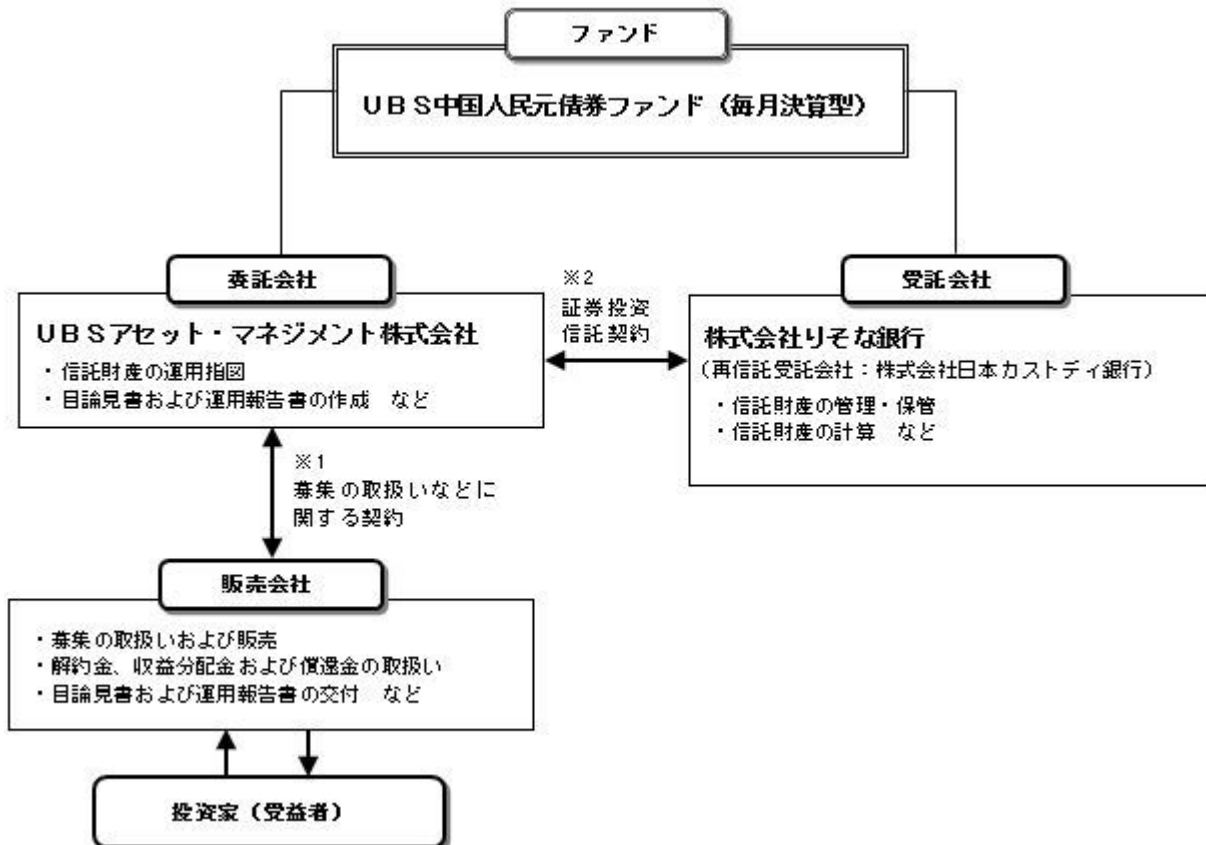 ファンド
UBS中国人民元債券ファンド（毎月決算型）
委託会社
UBSアセット・マネジメント株式会社
・信託財産の運用指図
・目論見書および運用報告書の作成　など
※2
証券投資
信託契約
受託会社
株式会社りそな銀行
（再信託受託会社：株式会社日本カストディ銀行）
・信託財産の管理・保管
・信託財産の計算　など
※1
募集の取扱いなどに
関する契約
販売会社
・募集の取扱いおよび販売
・解約金、収益分配金および償還金の取扱い
・目論見書および運用報告書の交付　など
投資家（受益者）